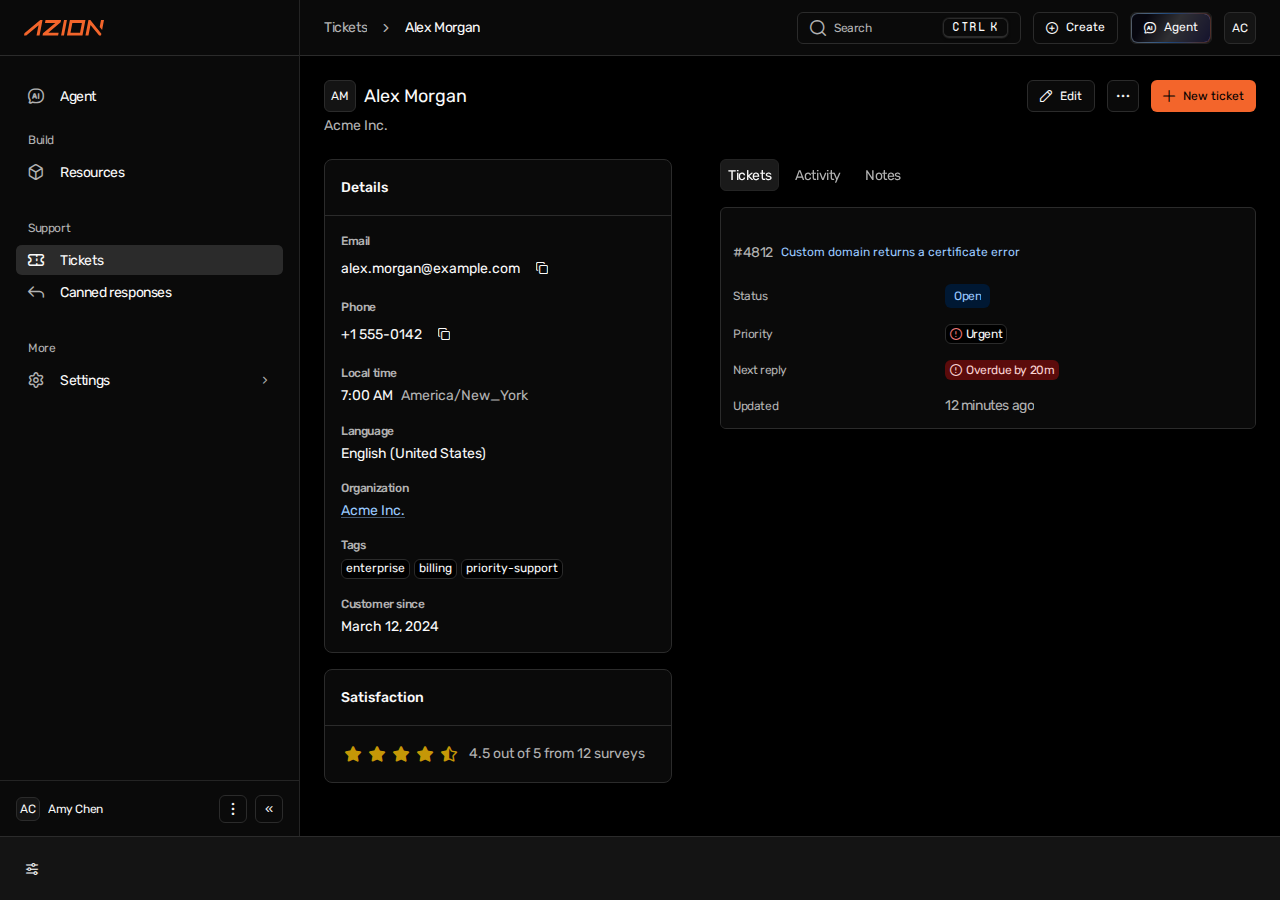 AZION
Tickets > Alex Morgan
Search CTRL K
Create
AI Agent
AC
AI Agent
Build
Resources
Support
Tickets
Canned responses
More
Settings
AM Alex Morgan
Acme Inc.
Edit
New ticket
Details
Email
alex.morgan@example.com
Phone
+1 555-0142
Local time
7:00 AM America/New_York
Language
English (United States)
Organization
Acme Inc.
Tags
enterprise billing priority-support
Customer since
March 12, 2024
Satisfaction
4.5 out of 5 from 12 surveys
Tickets Activity Notes
#4812 Custom domain returns a certificate error
Status Open
Priority Urgent
Next reply Overdue by 20m
Updated 12 minutes ago
AC Amy Chen